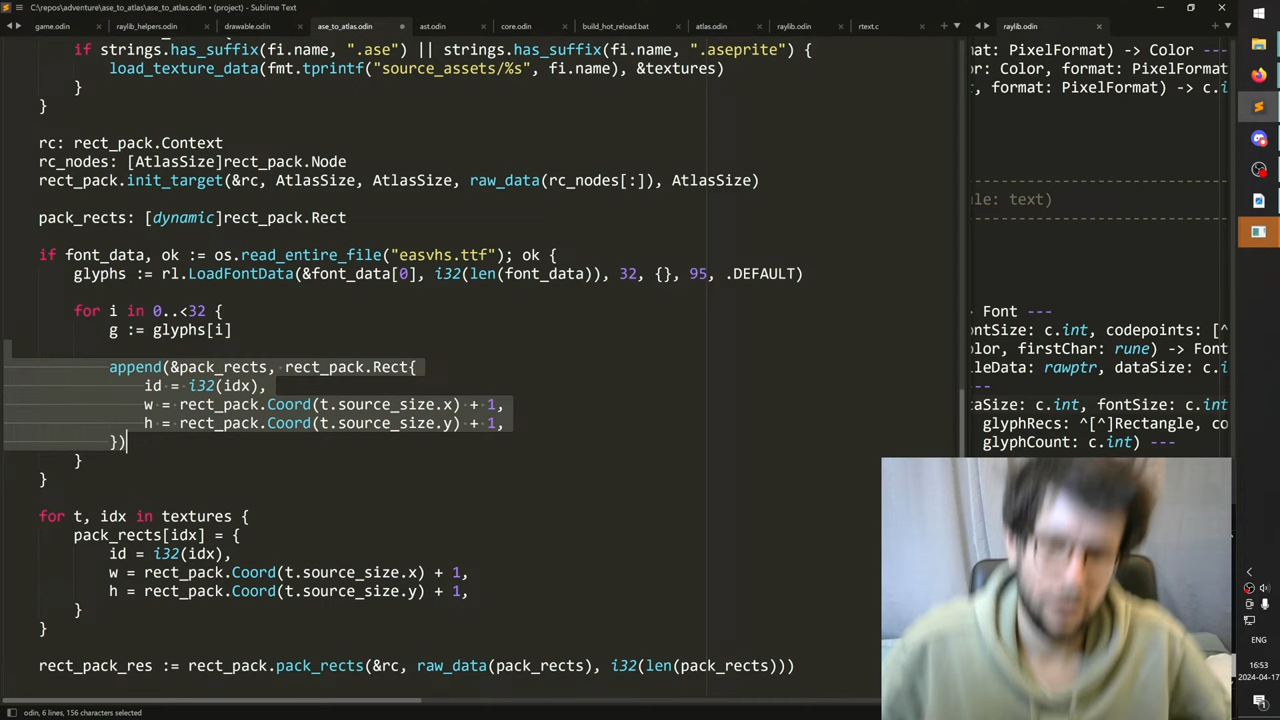 C:\repos\adventure\ase_to_atlas\ase_to_atlas.odin • (project) - Sublime Text
game.odin
raylib_helpers.odin
drawable.odin
ase_to_atlas.odin
ast.odin
core.odin
build_hot_reload.bat
atlas.odin
raylib.odin
rtext.c
raylib.odin
if strings.has_suffix(fi.name, ".ase") || strings.has_suffix(fi.name, ".aseprite") {
load_texture_data(fmt.tprintf("source_assets/%s", fi.name), &textures)
}
}
rc: rect_pack.Context
rc_nodes: [AtlasSize]rect_pack.Node
rect_pack.init_target(&rc, AtlasSize, AtlasSize, raw_data(rc_nodes[:]), AtlasSize)
pack_rects: [dynamic]rect_pack.Rect
if font_data, ok := os.read_entire_file("easvhs.ttf"); ok {
glyphs := rl.LoadFontData(&font_data[0], i32(len(font_data)), 32, {}, 95, .DEFAULT)
for i in 0..<32 {
g := glyphs[i]
append(&pack_rects, rect_pack.Rect{
id = i32(idx),
w = rect_pack.Coord(t.source_size.x) + 1,
h = rect_pack.Coord(t.source_size.y) + 1,
})
}
}
for t, idx in textures {
pack_rects[idx] = {
id = i32(idx),
w = rect_pack.Coord(t.source_size.x) + 1,
h = rect_pack.Coord(t.source_size.y) + 1,
}
}
rect_pack_res := rect_pack.pack_rects(&rc, raw_data(pack_rects), i32(len(pack_rects)))
format: PixelFormat) -> Color ---
or: Color, format: PixelFormat)
, format: PixelFormat) -> c.i
le: text)
Font ---
ontSize: c.int, codepoints: [^
olor, firstChar: rune) -> Font
leData: rawptr, dataSize: c.i
---
taSize: c.int, fontSize: c.i
glyphRecs: ^[^]Rectangle, co
glyphCount: c.int) ---
odin, 6 lines, 156 characters selected
ENG
16:53
2024-04-17